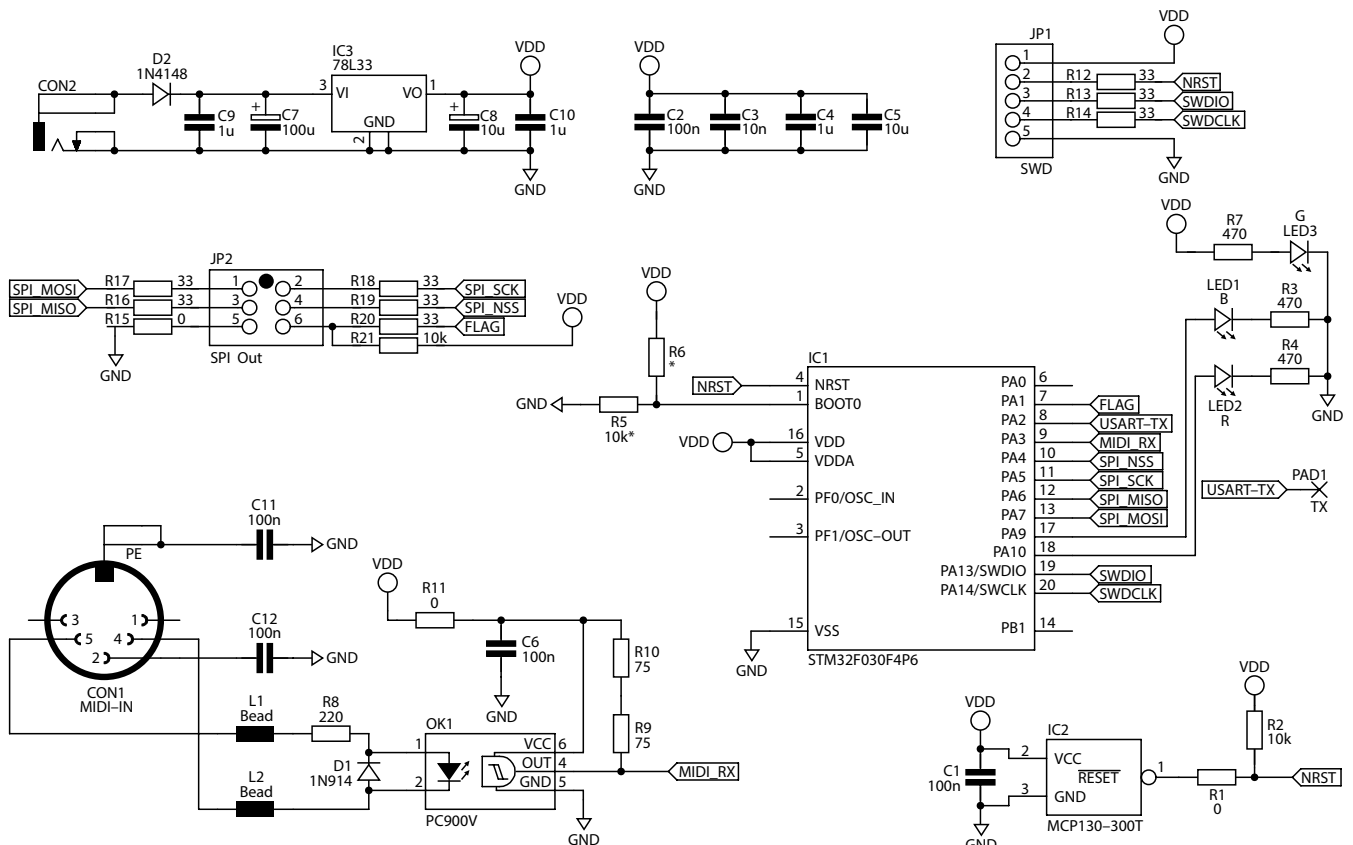 CON2
D2
1N4148
C9
1u
+
C7
100u
IC3
78L33
3
VI
VO
1
GND
2
+
C8
10u
VDD
C10
1u
GND
VDD
C2
100n
C3
10n
C4
1u
C5
10u
GND
JP1
VDD
1
2
R12
33
NRST
3
R13
33
SWDIO
4
R14
33
SWDCLK
5
SWD
GND
VDD
R7
470
G
LED3
LED1
B
R3
470
R4
470
LED2
R
GND
JP2
SPI_MOSI
R17
33
1
2
R18
33
SPI_SCK
SPI_MISO
R16
33
3
4
R19
33
SPI_NSS
R15
0
5
6
R20
33
FLAG
R21
10k
VDD
GND
SPI Out
VDD
R6
*
GND
R5
10k*
IC1
NRST
4
NRST
1
BOOT0
VDD
16
VDD
5
VDDA
2
PF0/OSC_IN
3
PF1/OSC–OUT
15
VSS
GND
PA0
6
PA1
7
FLAG
PA2
8
USART–TX
PA3
9
MIDI_RX
PA4
10
SPI_NSS
PA5
11
SPI_SCK
PA6
12
SPI_MISO
PA7
13
SPI_MOSI
PA9
17
PA10
18
PA13/SWDIO
19
SWDIO
PA14/SWCLK
20
SWDCLK
PB1
14
STM32F030F4P6
USART–TX
PAD1
TX
C11
100n
GND
PE
3
1
5
4
2
C12
100n
GND
CON1
MIDI–IN
L1
Bead
R8
220
D1
1N914
L2
Bead
VDD
R11
0
C6
100n
GND
R10
75
R9
75
OK1
1
2
VCC
6
OUT
4
GND
5
PC900V
MIDI_RX
GND
VDD
C1
100n
GND
IC2
2
VCC
3
GND
RESET
1
MCP130–300T
R1
0
VDD
R2
10k
NRST